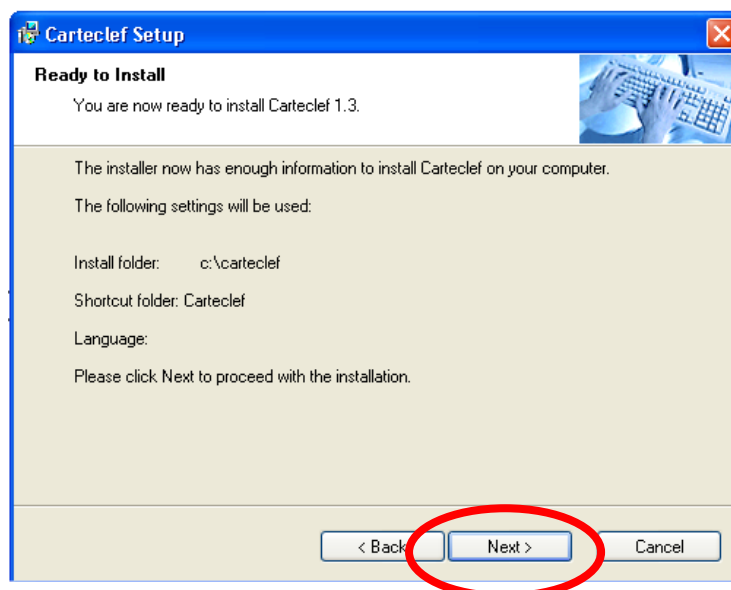 Carteclef Setup
Ready to Install
You are now ready to install Carteclef 1.3.
The installer now has enough information to install Carteclef on your computer.
The following settings will be used:
Install folder: c:\carteclef
Shortcut folder: Carteclef
Language:
Please click Next to proceed with the installation.
< Back Next > Cancel